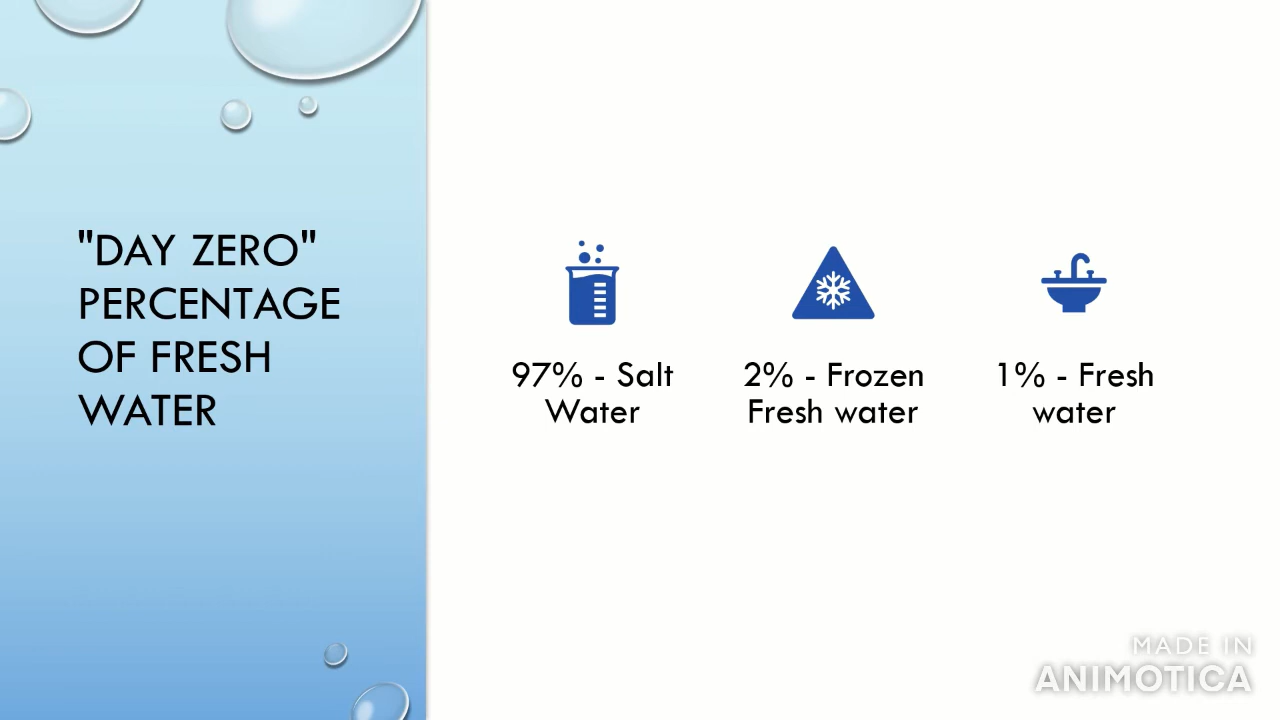 "DAY ZERO"
PERCENTAGE
OF FRESH
WATER
97% - Salt
Water
2% - Frozen
Fresh water
1% - Fresh
water
MADE IN
ANIMOTICA